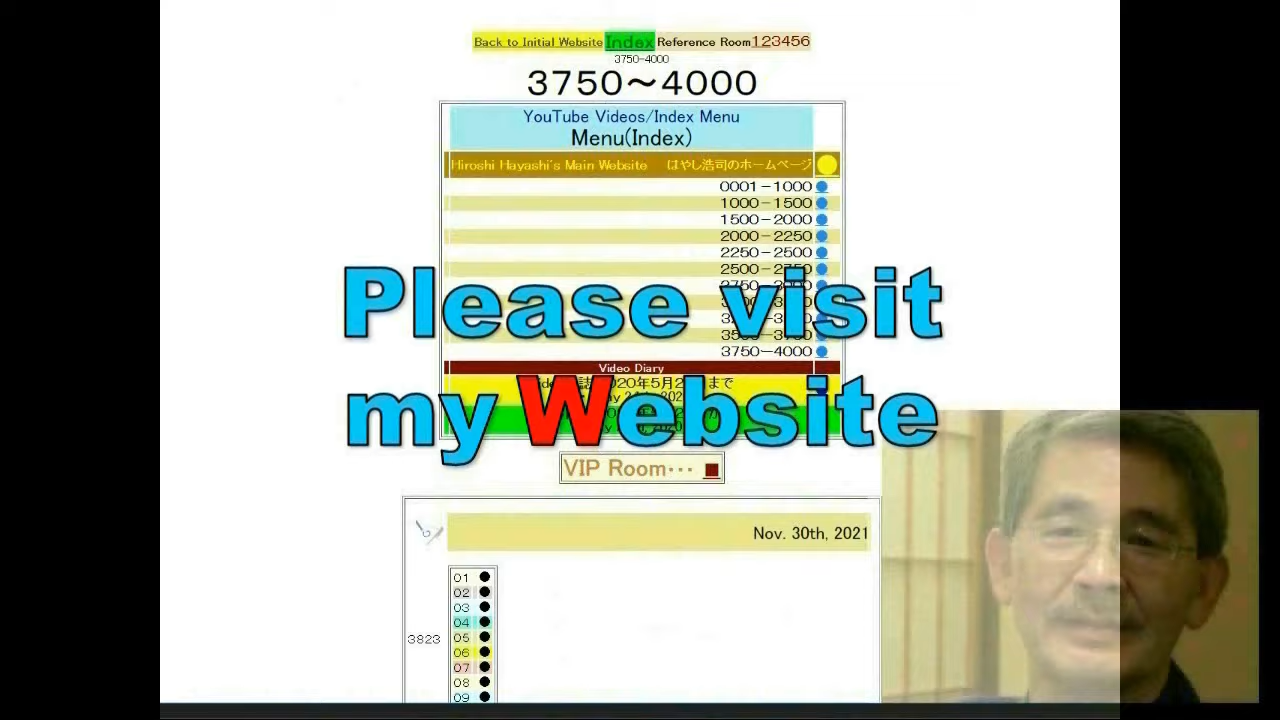 Back to Initial Website Index Reference Room123456
3750-4000
3750～4000
YouTube Videos/Index Menu
Menu(Index)
Hiroshi Hayashi's Main Website はやし浩司のホームページ
0001－1000
1000－1500
1500－2000
2000－2250
2250－2500
2500－2750
3750－4000
Please visit
Video Diary
my Website
VIP Room･･･
Nov. 30th, 2021
01
02
03
04
3823
05
06
07
08
09